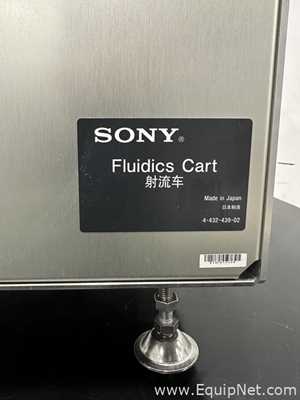 SONY®
Fluidics Cart
射流车
Made in Japan
日本制造
4-432-439-02
www.EquipNet.com